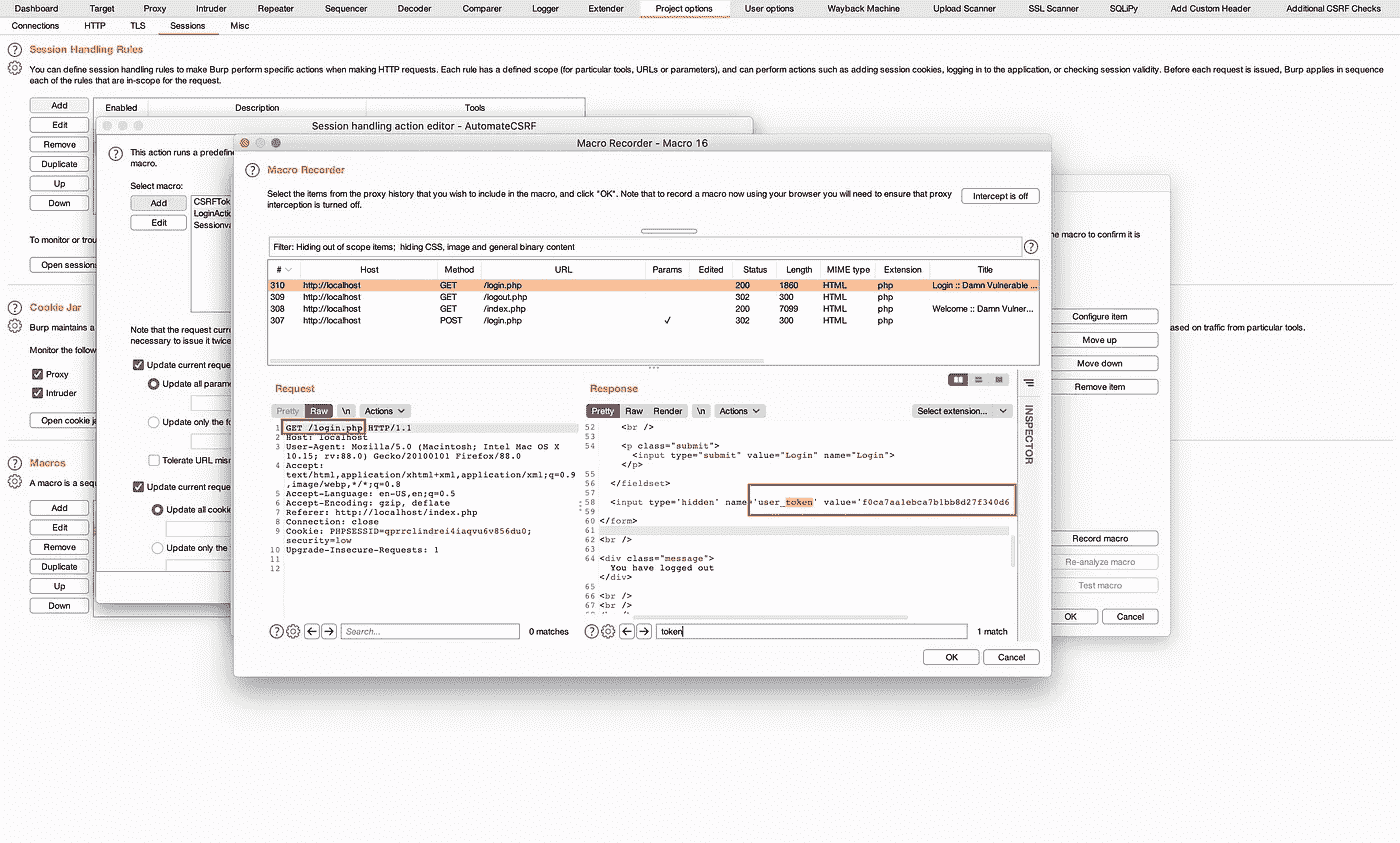 Dashboard Target Proxy Intruder Repeater Sequencer Decoder Comparer Logger Extender Project options User options Wayback Machine Upload Scanner SSL Scanner SQLiPy Add Custom Header Additional CSRF Checks
Connections HTTP TLS Sessions Misc
Session Handling Rules
You can define session handling rules to make Burp perform specific actions when making HTTP requests. Each rule has a defined scope (for particular tools, URLs or parameters), and can perform actions such as adding session cookies, logging in to the application, or checking session validity. Before each request is issued, Burp applies in sequence
each of the rules that are in-scope for the request.
Add
Edit
Remove
Duplicate
Up
Down
Enabled Description Tools
To monitor or trou
Open session
Cookie Jar
Burp maintains a
ased on traffic from particular tools.
Monitor the follow
Proxy
Intruder
Open cookie ja
Macros
A macro is a sequ
Add
Edit
Remove
Duplicate
Up
Down
Session handling action editor - AutomateCSRF
This action runs a predefine
macro.
Select macro:
Add
Edit
CSRFTok
LoginActi
Sessionva
Note that the request curre
necessary to issue it twice
Update current reque
Update all parame
Update only the fo
Tolerate URL mism
Update current reque
Update all cookie
Update only the
he macro to confirm it is
Configure item
Move up
Move down
Remove item
Record macro
Re-analyze macro
Test macro
OK Cancel
Macro Recorder - Macro 16
Macro Recorder
Select the items from the proxy history that you wish to include in the macro, and click "OK". Note that to record a macro now using your browser you will need to ensure that proxy
interception is turned off.
Intercept is off
Filter: Hiding out of scope items; hiding CSS, image and general binary content
# Host Method URL Params Edited Status Length MIME type Extension Title
310 http://localhost GET /login.php 200 1860 HTML php Login :: Damn Vulnerable ...
309 http://localhost GET /logout.php 302 300 HTML php
308 http://localhost GET /index.php 200 7099 HTML php Welcome :: Damn Vulner...
307 http://localhost POST /login.php ✓ 302 300 HTML php
Request
Pretty Raw \n Actions
1 GET /login.php HTTP/1.1
2 Host: localhost
3 User-Agent: Mozilla/5.0 (Macintosh; Intel Mac OS X
10.15; rv:88.0) Gecko/20100101 Firefox/88.0
4 Accept:
text/html,application/xhtml+xml,application/xml;q=0.9
,image/webp,*/*;q=0.8
5 Accept-Language: en-US,en;q=0.5
6 Accept-Encoding: gzip, deflate
7 Referer: http://localhost/index.php
8 Connection: close
9 Cookie: PHPSESSID=qprrclindrei4iaqvu6v856du0;
security=low
10 Upgrade-Insecure-Requests: 1
11
12
Search... 0 matches
Response
Pretty Raw Render \n Actions Select extension...
52 <br />
53
54 <p class="submit">
<input type="submit" value="Login" name="Login">
</p>
55
56 </fieldset>
57
58 <input type='hidden' name='user_token' value='f0ca7aa1ebca7b1bb8d27f340d6
59
60 </form>
61
62 <br />
63
64 <div class="message">
You have logged out
</div>
65
66 <br />
67 <br />
token 1 match
INSPECTOR
OK Cancel